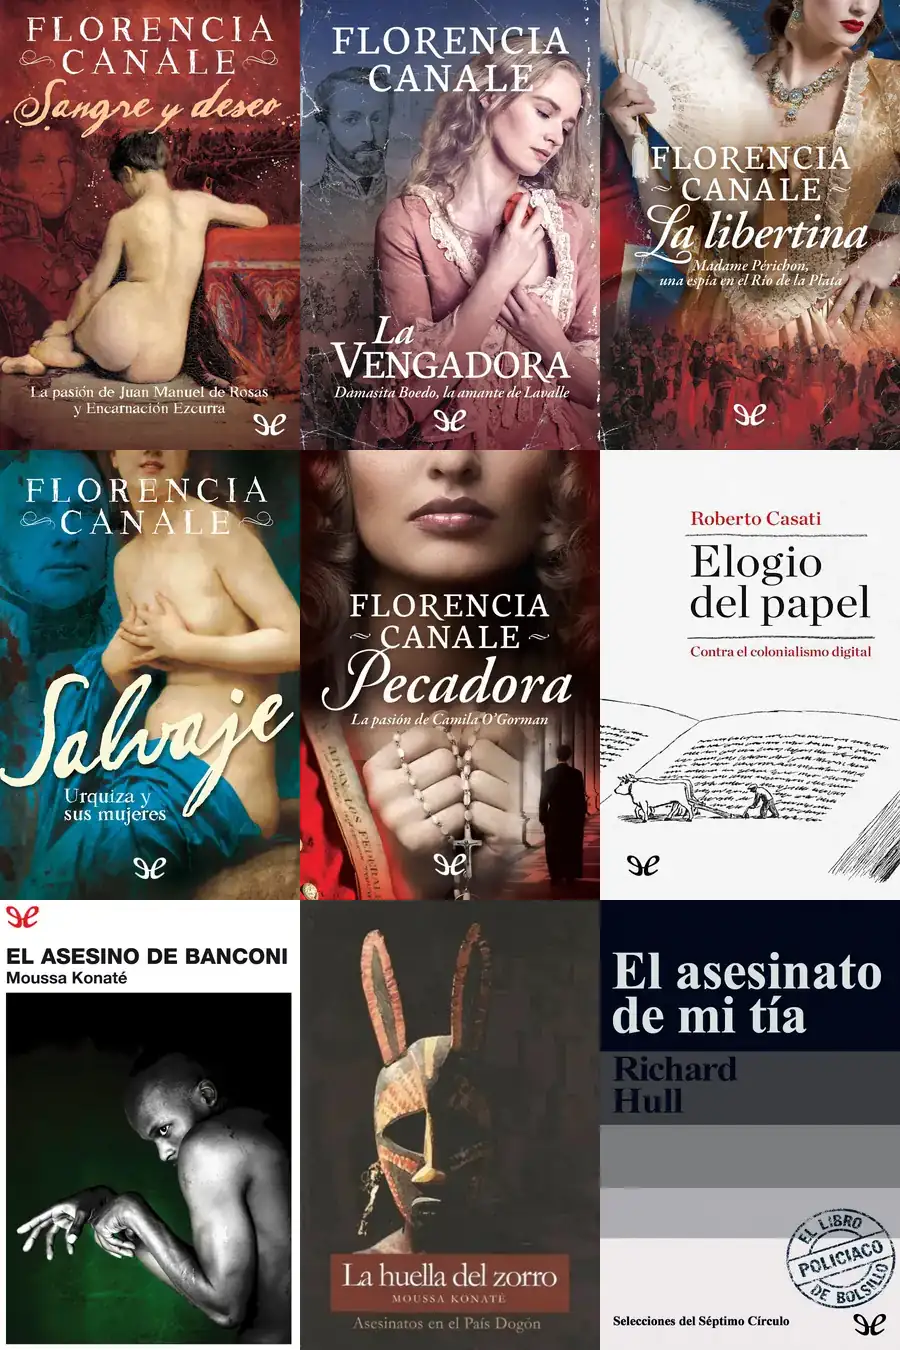 FLORENCIA
CANALE
Sangre y deseo
La pasión de Juan Manuel de Rosas
y Encarnación Ezcurra
FLORENCIA
CANALE
La
VENGADORA
Damasita Boedo, la amante de Lavalle
FLORENCIA
~ CANALE ~
La libertina
Madame Périchon,
una espía en el Río de la Plata
FLORENCIA
CANALE
Salvaje
Urquiza y
sus mujeres
FLORENCIA
~ CANALE ~
Pecadora
La pasión de Camila O'Gorman
Roberto Casati
Elogio
del papel
Contra el colonialismo digital
EL ASESINO DE BANCONI
Moussa Konaté
La huella del zorro
MOUSSA KONATÉ
Asesinatos en el País Dogón
El asesinato
de mi tía
Richard
Hull
EL LIBRO
POLICIACO
DE BOLSILLO
Selecciones del Séptimo Círculo